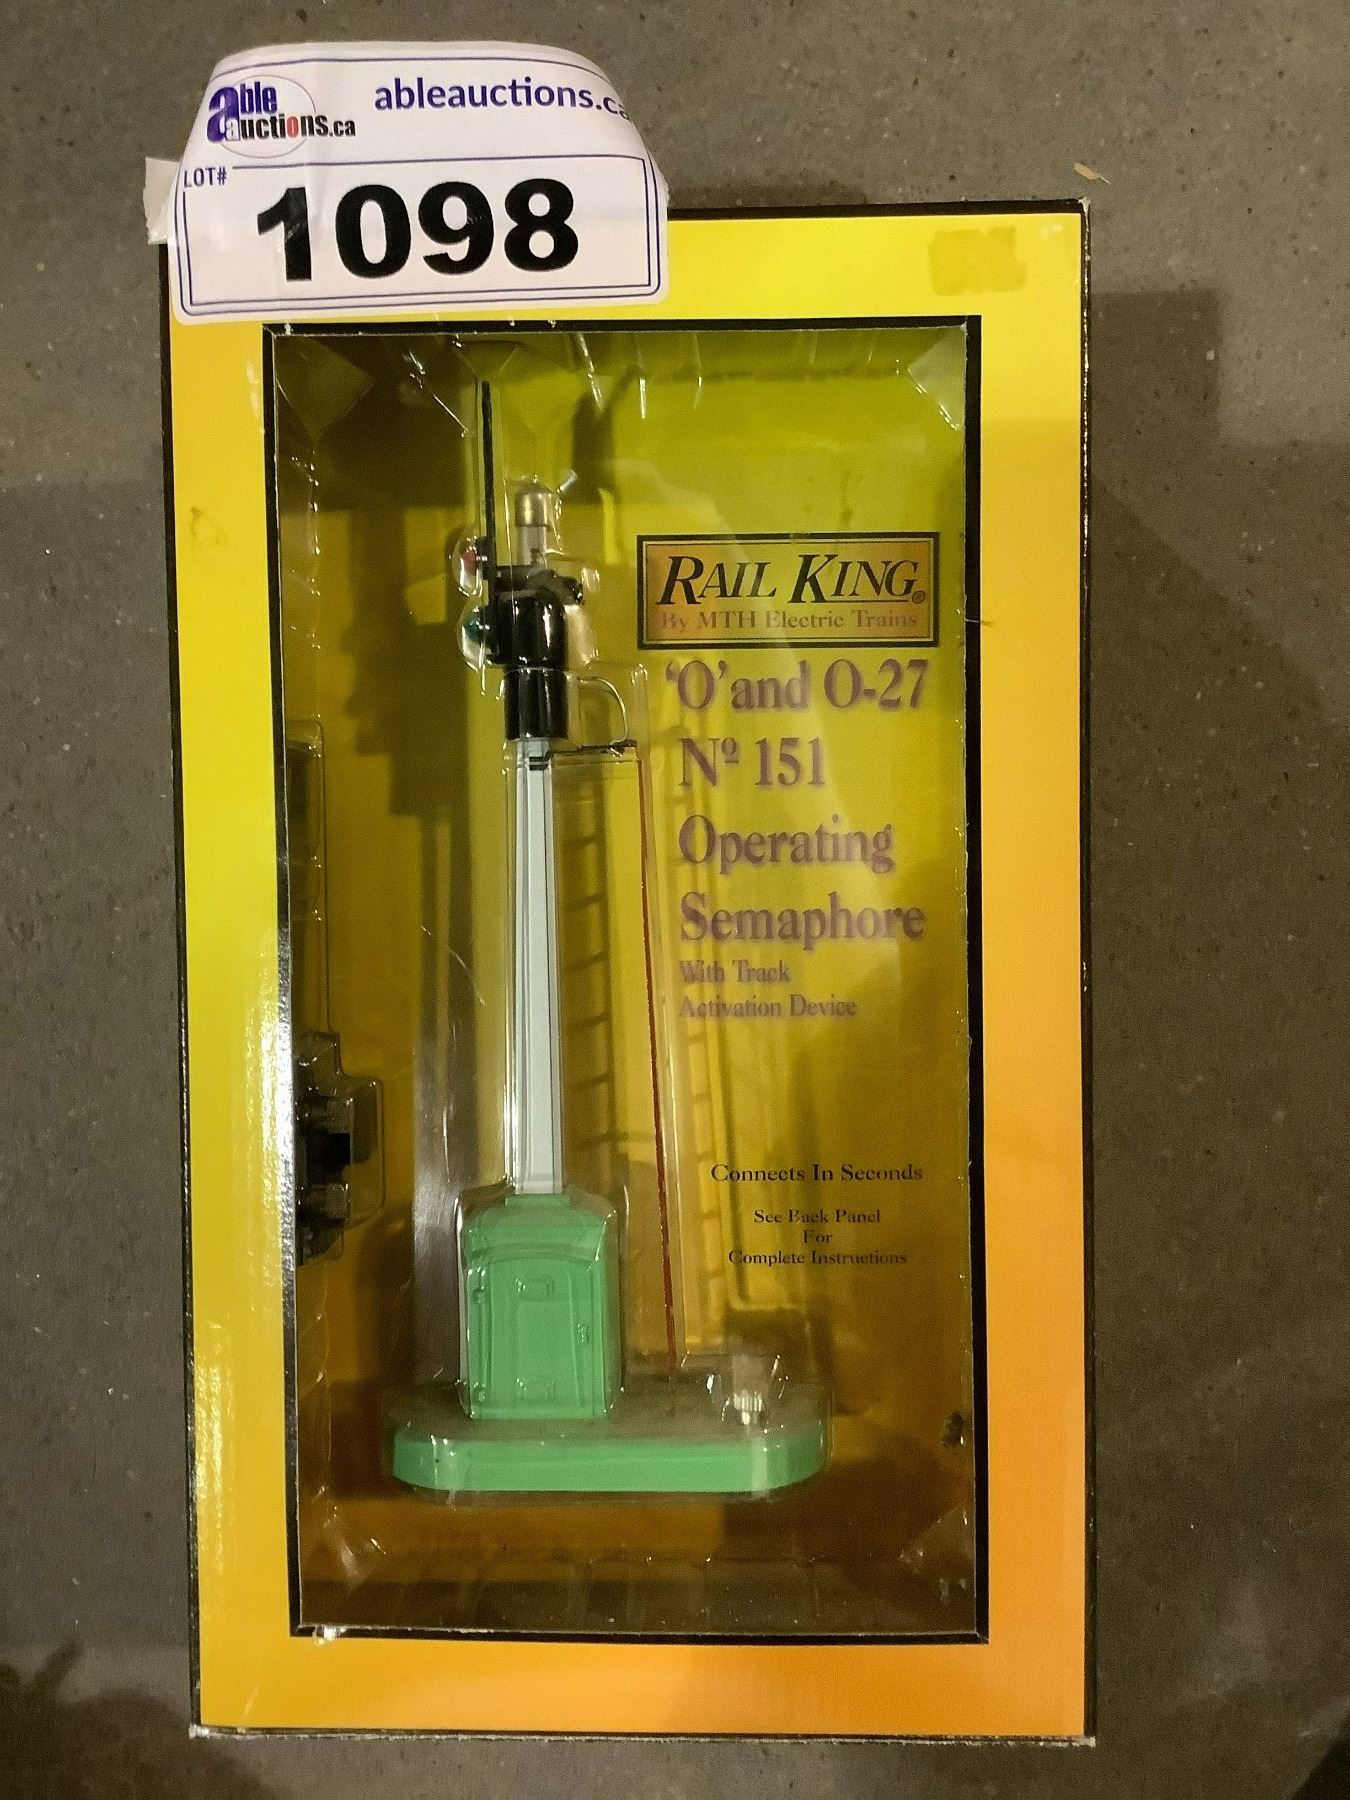 able auctions.ca
ableauctions.ca
LOT#
1098
RAIL KING®
By MTH Electric Trains
'O' and O-27
Nº 151
Operating
Semaphore
With Track
Activation Device
Connects In Seconds
See Back Panel
For
Complete Instructions